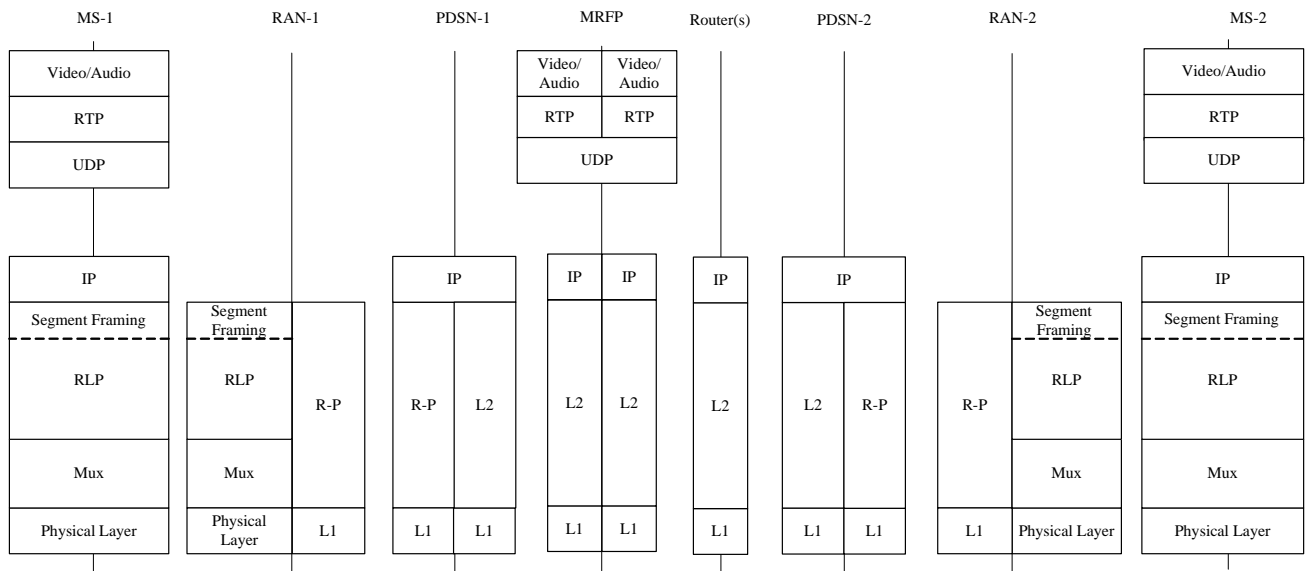 MS-1 RAN-1 PDSN-1 MRFP Router(s) PDSN-2 RAN-2 MS-2
Video/Audio Video/ Video/ Video/Audio
Audio Audio
RTP RTP RTP RTP
UDP UDP UDP
IP IP IP IP IP IP IP
Segment Framing Segment Segment Segment Framing
Framing Framing
RLP RLP RLP RLP
R-P R-P L2 L2 L2 L2 L2 R-P R-P
Mux Mux Mux Mux
Physical Layer Physical L1 L1 L1 L1 L1 L1 L1 L1 L1 Physical Layer Physical Layer
Layer